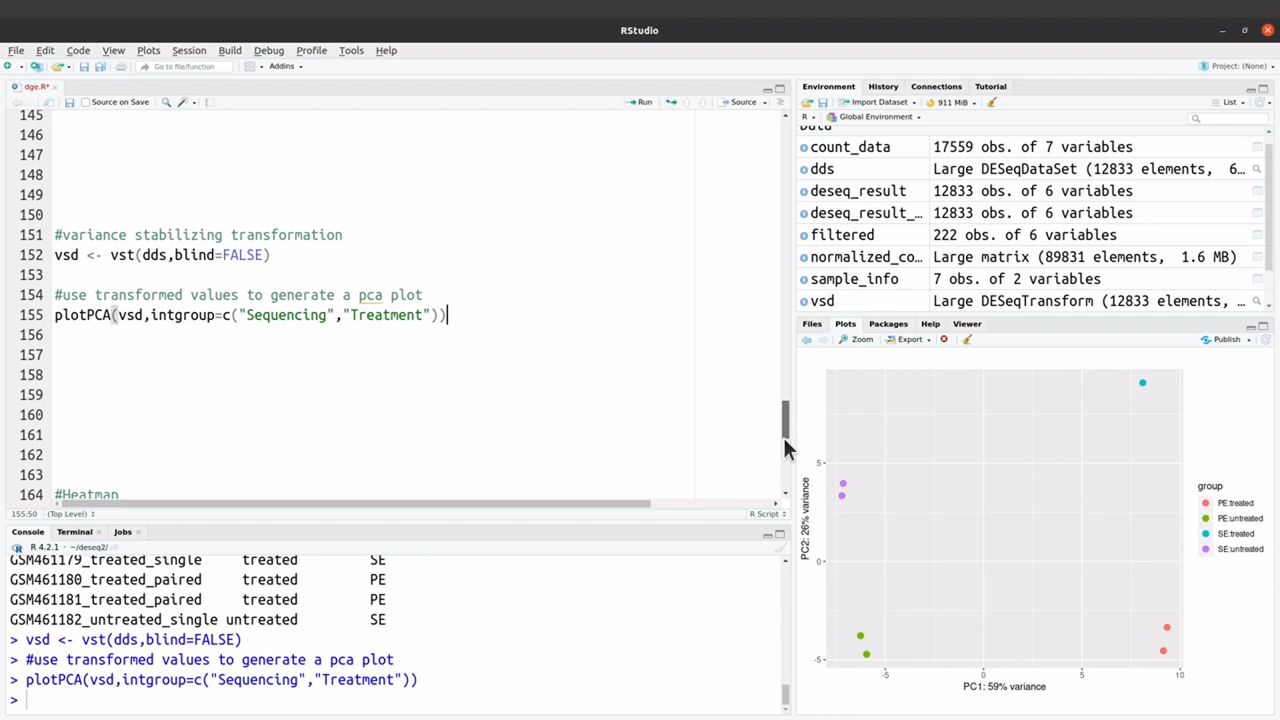 RStudio
File Edit Code View Plots Session Build Debug Profile Tools Help
Go to file/function Addins Project: (None)
dge.R*
Source on Save Run Source
145
146
147
148
149
150
151 #variance stabilizing transformation
152 vsd <- vst(dds,blind=FALSE)
153
154 #use transformed values to generate a pca plot
155 plotPCA(vsd,intgroup=c("Sequencing","Treatment"))
156
157
158
159
160
161
162
163
164 #Heatmap
155:50 (Top Level) R Script
Console Terminal Jobs
R 4.2.1 · ~/deseq2/
GSM461179_treated_single treated SE
GSM461180_treated_paired treated PE
GSM461181_treated_paired treated PE
GSM461182_untreated_single untreated SE
> vsd <- vst(dds,blind=FALSE)
> #use transformed values to generate a pca plot
> plotPCA(vsd,intgroup=c("Sequencing","Treatment"))
>
Environment History Connections Tutorial
Import Dataset 911 MiB List
R Global Environment
Data
count_data 17559 obs. of 7 variables
dds Large DESeqDataSet (12833 elements, 6…
deseq_result 12833 obs. of 6 variables
deseq_result_… 12833 obs. of 6 variables
filtered 222 obs. of 6 variables
normalized_co… Large matrix (89831 elements, 1.6 MB)
sample_info 7 obs. of 2 variables
vsd Large DESeqTransform (12833 elements, …
Files Plots Packages Help Viewer
Zoom Export Publish
5
0
-5
-5 0 5 10
PC1: 59% variance
PC2: 26% variance
group
PE:treated
PE:untreated
SE:treated
SE:untreated